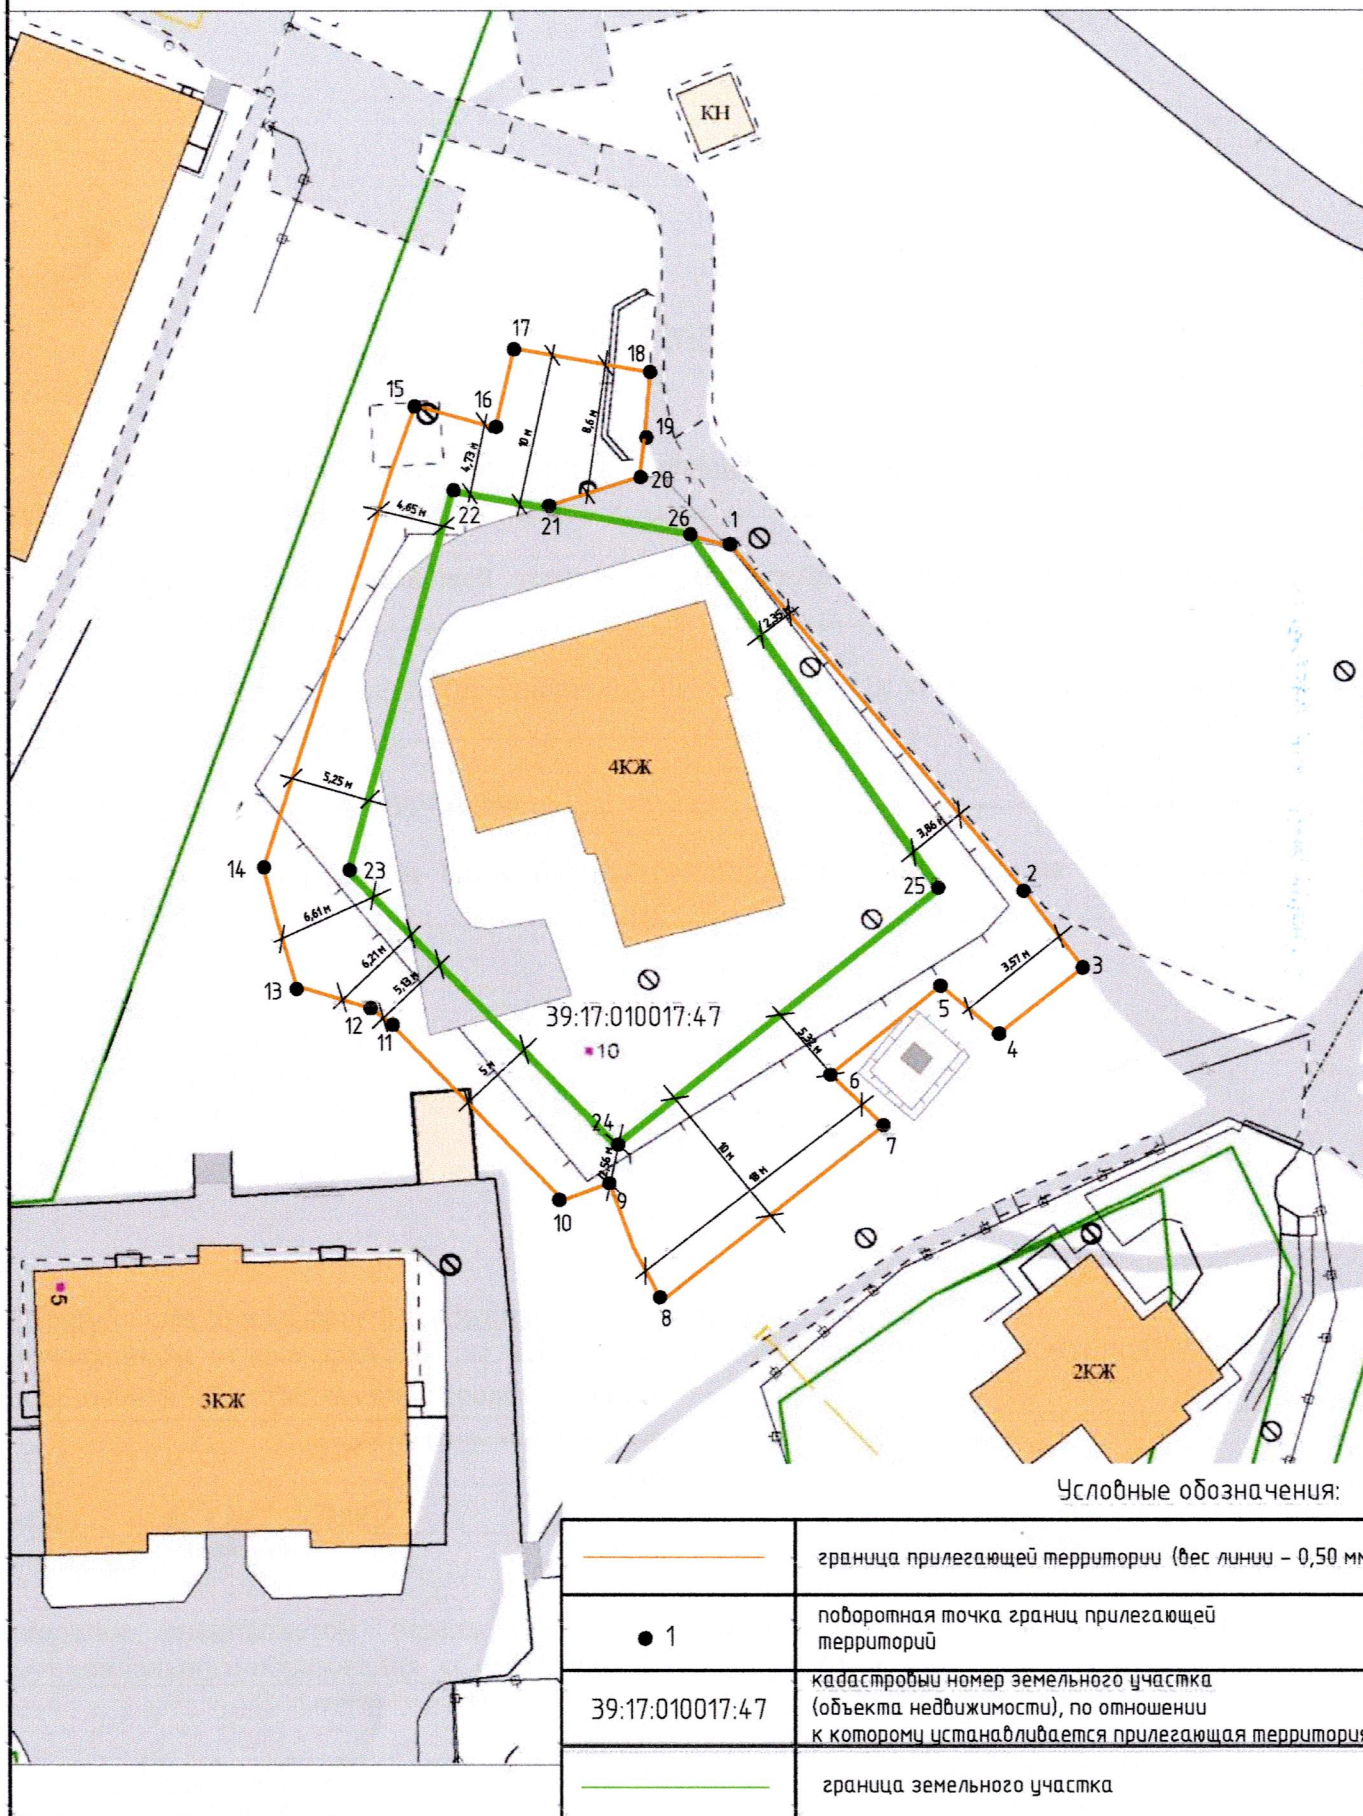 КН
17
18
15
16
19
4,73 м
10 м
8,6 м
20
22
21
26
1
4,65 м
2,35 м
4КЖ
5,25 м
3,86 м
14
23
25
2
6,61 м
6,21 м
5,13 м
3,57 м
3
13
12
11
5
4
39:17:010017:47
10
5,32 м
6
5 м
7
24
10 м
18 м
2,56 м
9
10
8
5
3КЖ
2КЖ
Условные обозначения:
граница прилегающей территории (вес линии – 0,50 мм
1
поворотная точка границ прилегающей
территорий
39:17:010017:47
кадастровый номер земельного участка
(объекта недвижимости), по отношении
к которому устанавливается прилегающая территория
граница земельного участка